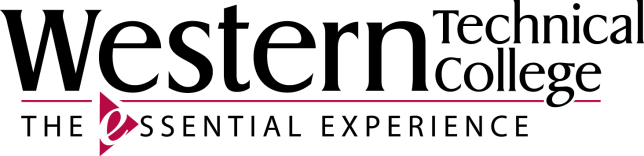 Western Technical College
THE eSSENTIAL EXPERIENCE